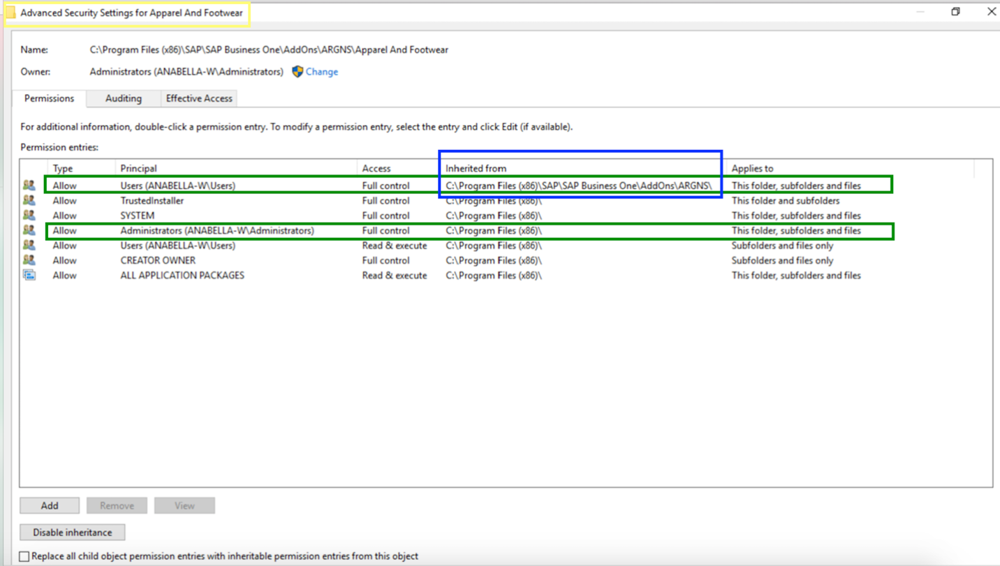 Advanced Security Settings for Apparel And Footwear
Name: C:\Program Files (x86)\SAP\SAP Business One\AddOns\ARGNS\Apparel And Footwear
Owner: Administrators (ANABELLA-W\Administrators) Change
Permissions Auditing Effective Access
For additional information, double-click a permission entry. To modify a permission entry, select the entry and click Edit (if available).
Permission entries:
Type Principal Access Inherited from Applies to
Allow Users (ANABELLA-W\Users) Full control C:\Program Files (x86)\SAP\SAP Business One\AddOns\ARGNS\ This folder, subfolders and files
Allow TrustedInstaller Full control C:\Program Files (x86)\ This folder and subfolders
Allow SYSTEM Full control C:\Program Files (x86)\ This folder, subfolders and files
Allow Administrators (ANABELLA-W\Administrators) Full control C:\Program Files (x86)\ This folder, subfolders and files
Allow Users (ANABELLA-W\Users) Read & execute C:\Program Files (x86)\ Subfolders and files only
Allow CREATOR OWNER Full control C:\Program Files (x86)\ Subfolders and files only
Allow ALL APPLICATION PACKAGES Read & execute C:\Program Files (x86)\ This folder, subfolders and files
Add Remove View
Disable inheritance
Replace all child object permission entries with inheritable permission entries from this object